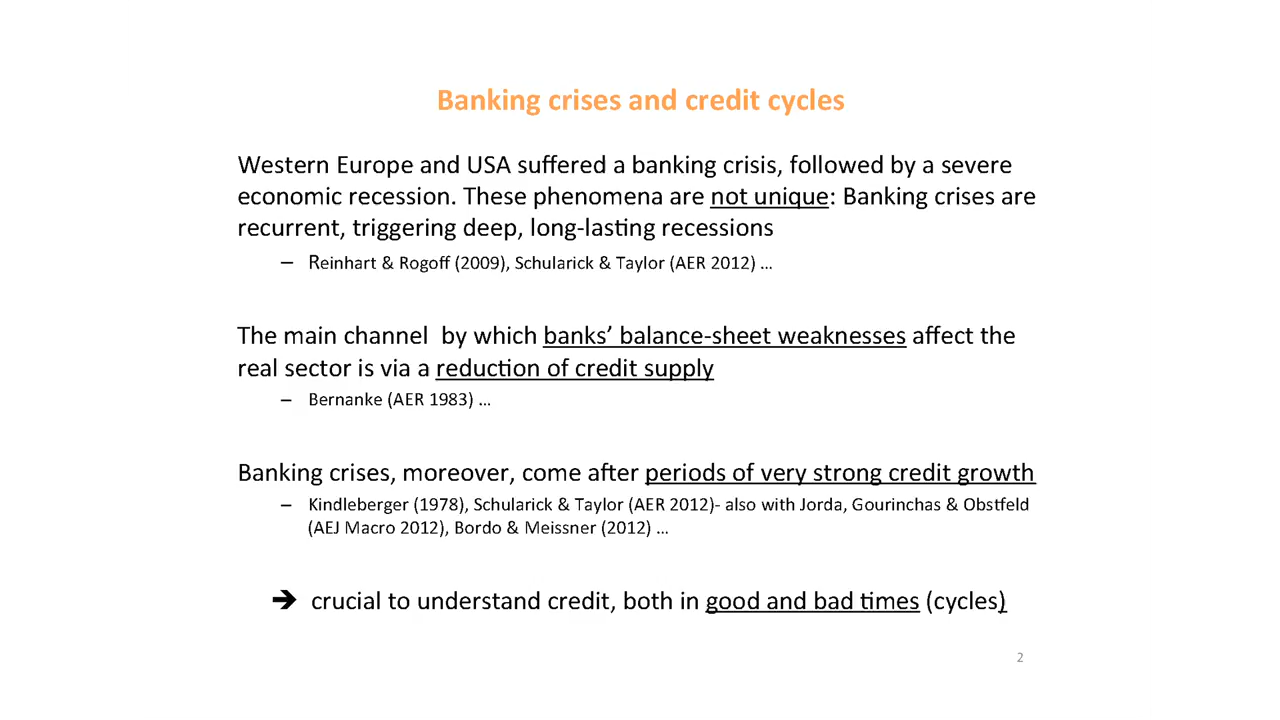 Banking crises and credit cycles
Western Europe and USA suffered a banking crisis, followed by a severe
economic recession. These phenomena are not unique: Banking crises are
recurrent, triggering deep, long-lasting recessions
– Reinhart & Rogoff (2009), Schularick & Taylor (AER 2012) …
The main channel  by which banks’ balance-sheet weaknesses affect the
real sector is via a reduction of credit supply
– Bernanke (AER 1983) …
Banking crises, moreover, come after periods of very strong credit growth
– Kindleberger (1978), Schularick & Taylor (AER 2012)- also with Jorda, Gourinchas & Obstfeld
(AEJ Macro 2012), Bordo & Meissner (2012) …
➔ crucial to understand credit, both in good and bad times (cycles)
2